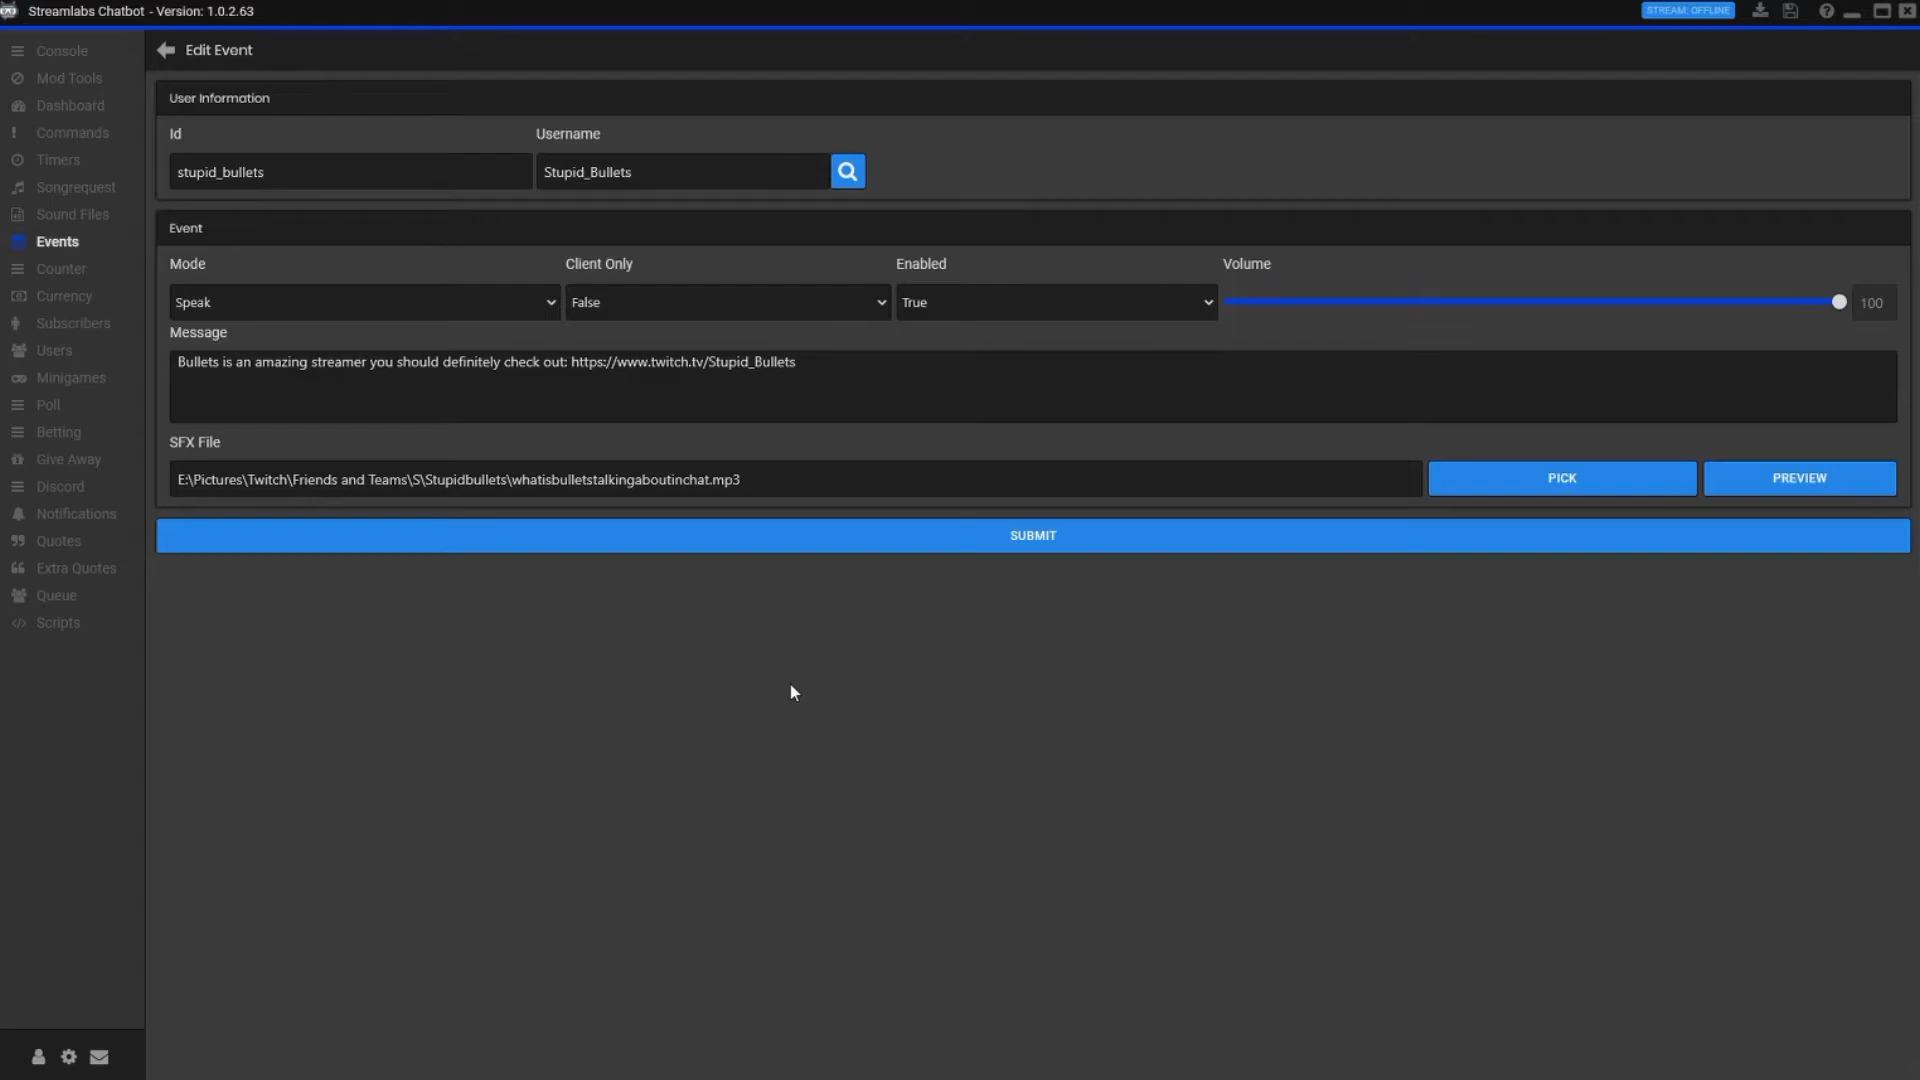 Streamlabs Chatbot - Version: 1.0.2.63
STREAM: OFFLINE
Console
Mod Tools
Dashboard
Commands
Timers
Songrequest
Sound Files
Events
Counter
Currency
Subscribers
Users
Minigames
Poll
Betting
Give Away
Discord
Notifications
Quotes
Extra Quotes
Queue
Scripts
Edit Event
User Information
Id Username
stupid_bullets Stupid_Bullets
Event
Mode Client Only Enabled Volume
Speak False True 100
Message
Bullets is an amazing streamer you should definitely check out: https://www.twitch.tv/Stupid_Bullets
SFX File
E:\Pictures\Twitch\Friends and Teams\S\Stupidbullets\whatisbulletstalkingaboutinchat.mp3 PICK PREVIEW
SUBMIT